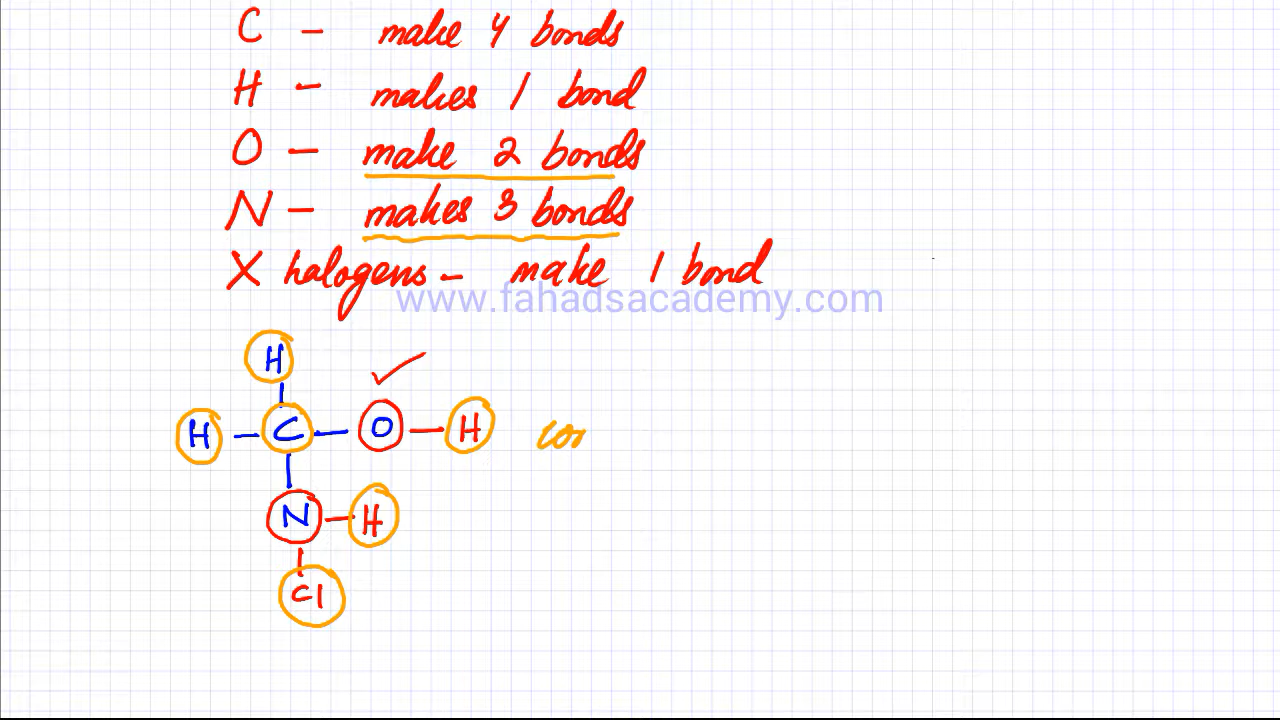 C - make 4 bonds
H - makes 1 bond
O - make 2 bonds
N - makes 3 bonds
X halogens - make 1 bond
www.fahadsacademy.com
H
H - C - O - H cor
N - H
Cl